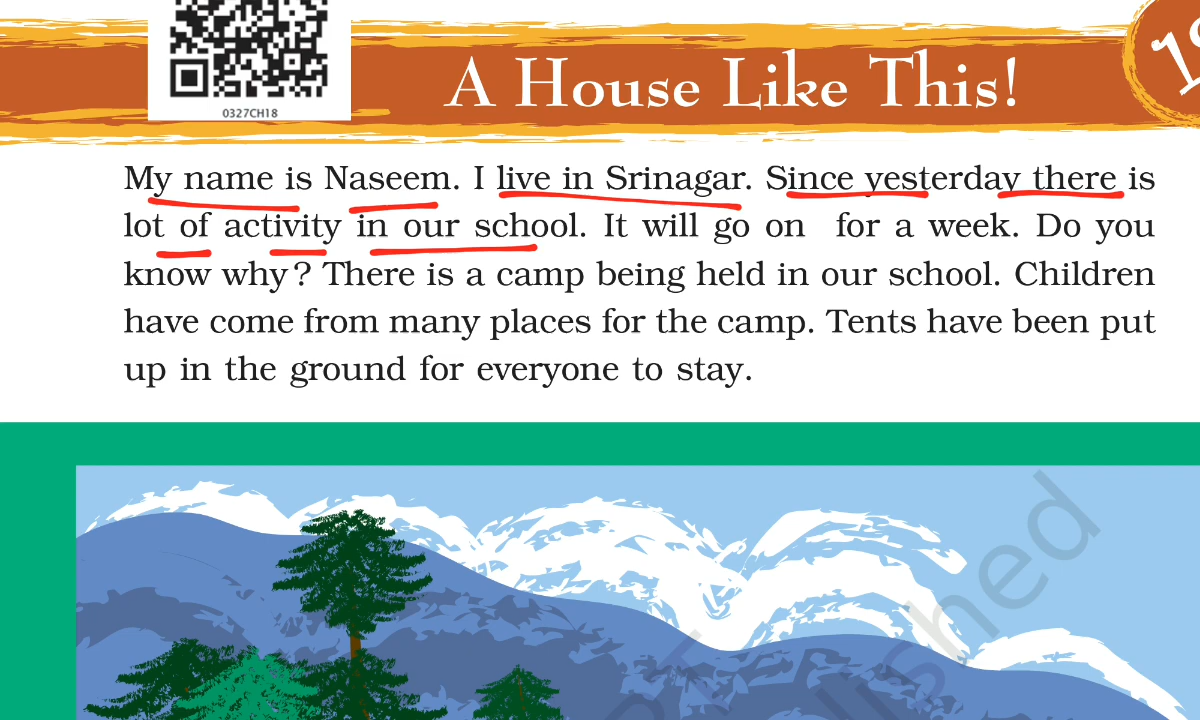 A House Like This!
0327CH18
My name is Naseem. I live in Srinagar. Since yesterday there is
lot of activity in our school. It will go on for a week. Do you
know why? There is a camp being held in our school. Children
have come from many places for the camp. Tents have been put
up in the ground for everyone to stay.